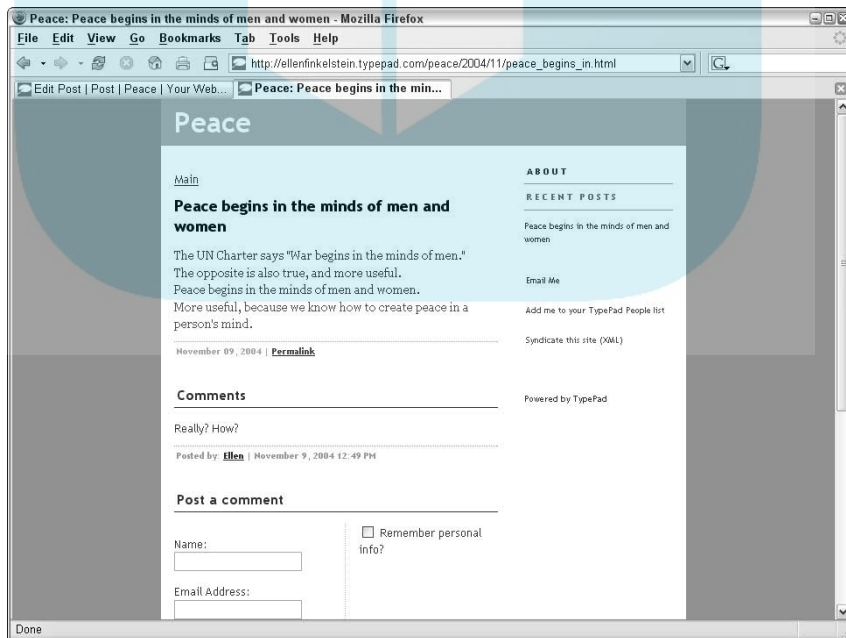 Peace: Peace begins in the minds of men and women - Mozilla Firefox
File Edit View Go Bookmarks Tab Tools Help
http://ellenfinkelstein.typepad.com/peace/2004/11/peace_begins_in.html
G
Edit Post | Post | Peace | Your Web... Peace: Peace begins in the min...
Peace
Main
Peace begins in the minds of men and
women
The UN Charter says "War begins in the minds of men."
The opposite is also true, and more useful.
Peace begins in the minds of men and women.
More useful, because we know how to create peace in a
person's mind.
November 09, 2004 | Permalink
Comments
Really? How?
Posted by: Ellen | November 9, 2004 12:49 PM
Post a comment
Name:
Remember personal
info?
Email Address:
ABOUT
RECENT POSTS
Peace begins in the minds of men and
women
Email Me
Add me to your TypePad People list
Syndicate this site (XML)
Powered by TypePad
Done